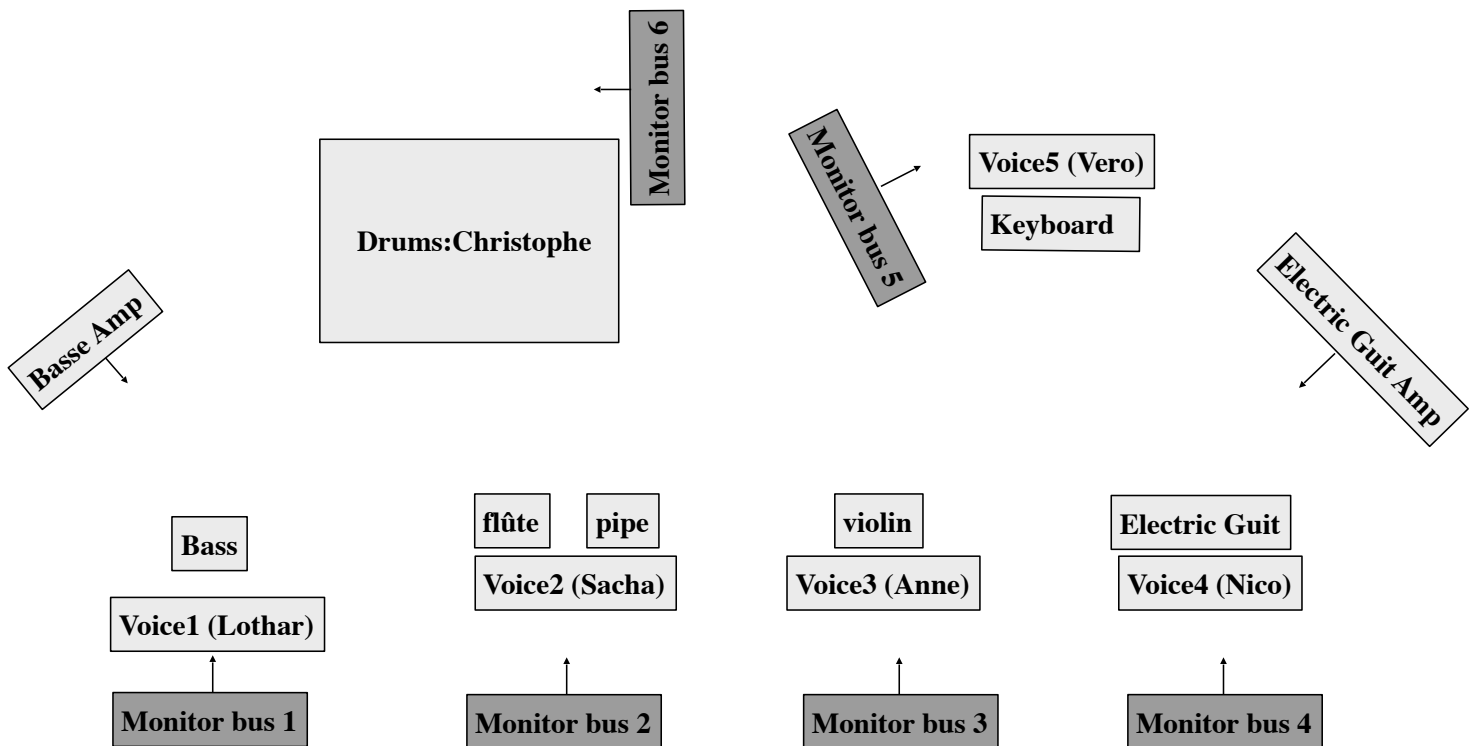 Monitor bus 6
Monitor bus 5
Voice5 (Vero)
Keyboard
Drums:Christophe
Basse Amp
Electric Guit Amp
flûte
pipe
violin
Electric Guit
Bass
Voice2 (Sacha)
Voice3 (Anne)
Voice4 (Nico)
Voice1 (Lothar)
Monitor bus 1
Monitor bus 2
Monitor bus 3
Monitor bus 4